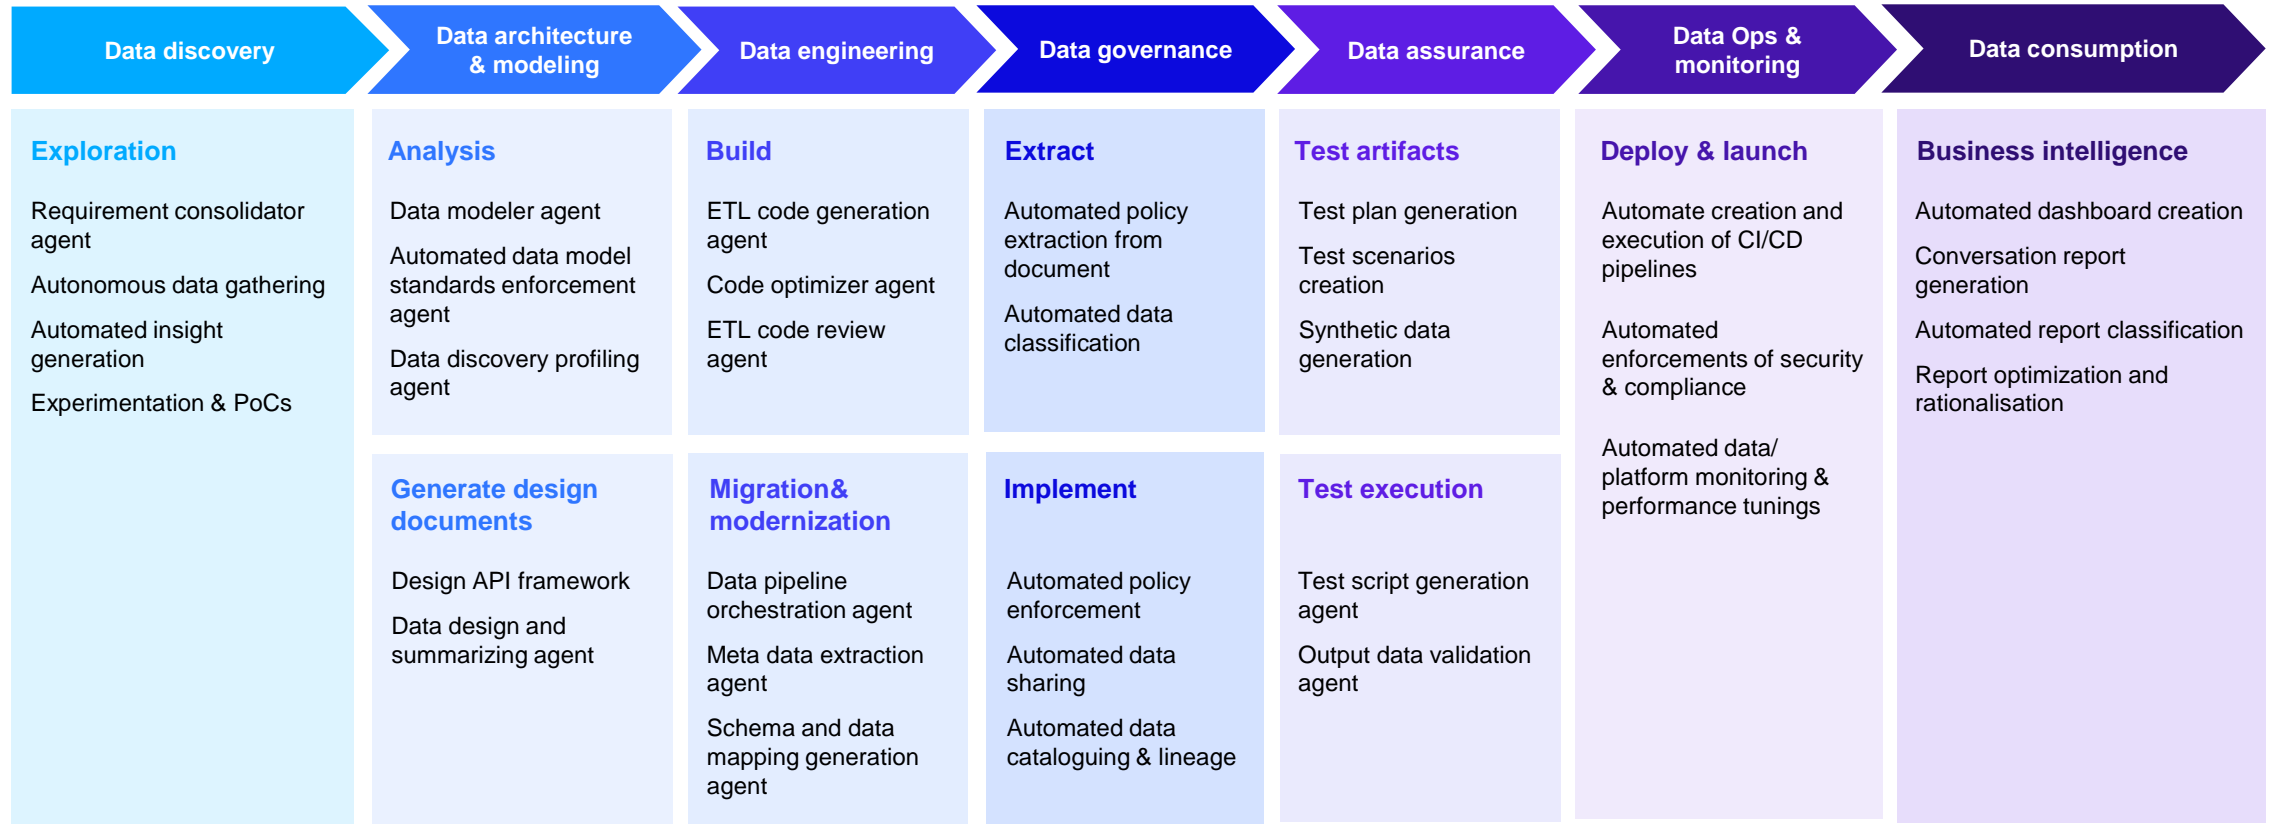 Data discovery
Data architecture
& modeling
Data engineering
Data governance
Data assurance
Data Ops &
monitoring
Data consumption
Exploration
Requirement consolidator
agent
Autonomous data gathering
Automated insight
generation
Experimentation & PoCs
Analysis
Data modeler agent
Automated data model
standards enforcement
agent
Data discovery profiling
agent
Generate design
documents
Design API framework
Data design and
summarizing agent
Build
ETL code generation
agent
Code optimizer agent
ETL code review
agent
Migration&
modernization
Data pipeline
orchestration agent
Meta data extraction
agent
Schema and data
mapping generation
agent
Extract
Automated policy
extraction from
document
Automated data
classification
Implement
Automated policy
enforcement
Automated data
sharing
Automated data
cataloguing & lineage
Test artifacts
Test plan generation
Test scenarios
creation
Synthetic data
generation
Test execution
Test script generation
agent
Output data validation
agent
Deploy & launch
Automate creation and
execution of CI/CD
pipelines
Automated
enforcements of security
& compliance
Automated data/
platform monitoring &
performance tunings
Business intelligence
Automated dashboard creation
Conversation report
generation
Automated report classification
Report optimization and
rationalisation